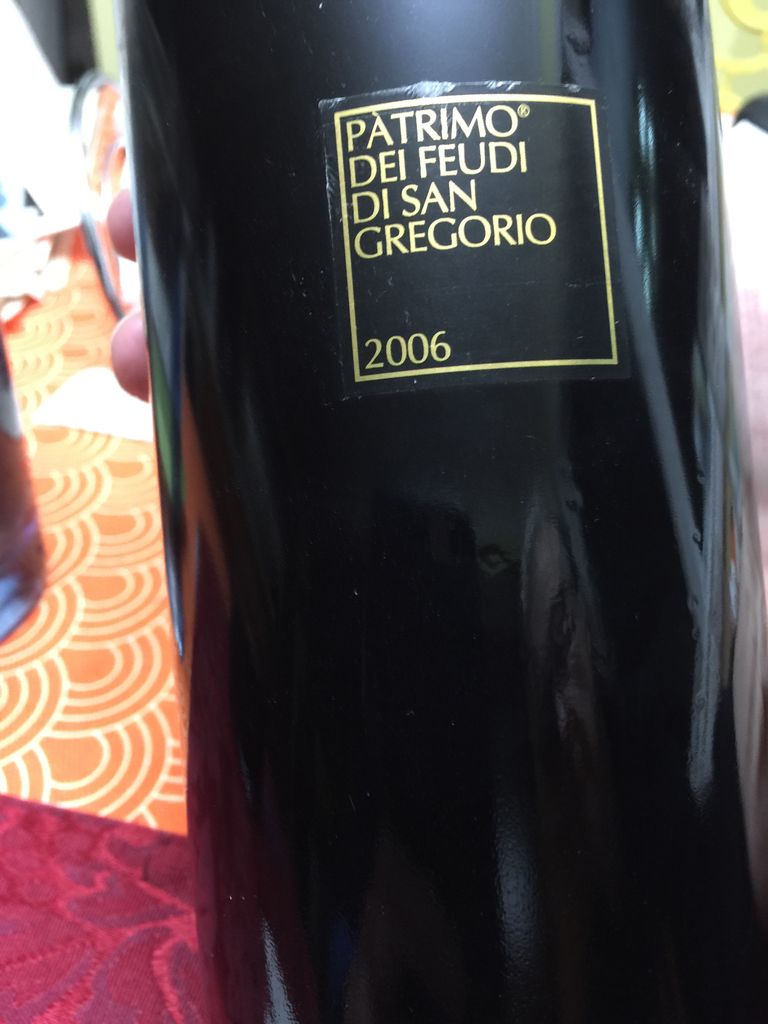 PÀTRIMO®
DEI FEUDI
DI SAN
GREGORIO
2006